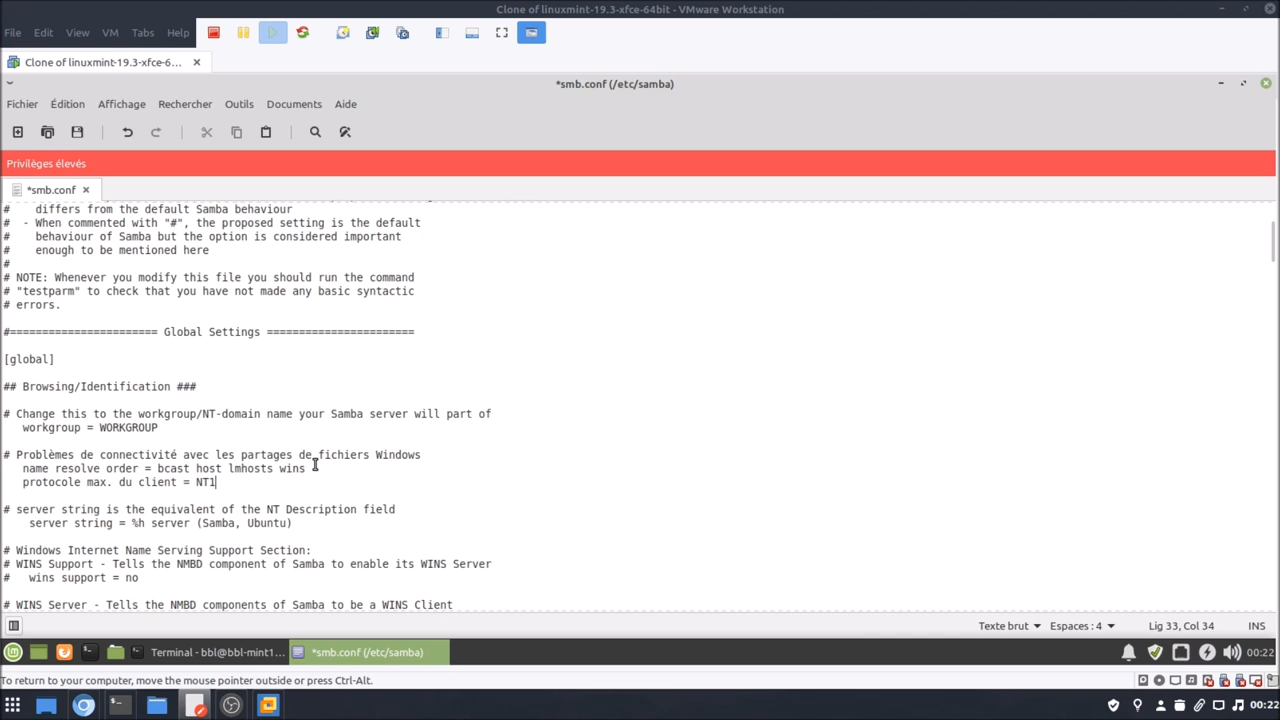 Clone of linuxmint-19.3-xfce-64bit - VMware Workstation
File Edit View VM Tabs Help
Clone of linuxmint-19.3-xfce-6...
*smb.conf (/etc/samba)
Fichier Édition Affichage Rechercher Outils Documents Aide
Privilèges élevés
*smb.conf
#    differs from the default Samba behaviour
#  - When commented with "#", the proposed setting is the default
#    behaviour of Samba but the option is considered important
#    enough to be mentioned here
#
# NOTE: Whenever you modify this file you should run the command
# "testparm" to check that you have not made any basic syntactic
# errors.
#======================= Global Settings =======================
[global]
## Browsing/Identification ###
# Change this to the workgroup/NT-domain name your Samba server will part of
workgroup = WORKGROUP
# Problèmes de connectivité avec les partages de fichiers Windows
name resolve order = bcast host lmhosts wins
protocole max. du client = NT1
# server string is the equivalent of the NT Description field
server string = %h server (Samba, Ubuntu)
# Windows Internet Name Serving Support Section:
# WINS Support - Tells the NMBD component of Samba to enable its WINS Server
#   wins support = no
# WINS Server - Tells the NMBD components of Samba to be a WINS Client
Texte brut Espaces : 4 Lig 33, Col 34 INS
Terminal - bbl@bbl-mint1... *smb.conf (/etc/samba) 00:22
To return to your computer, move the mouse pointer outside or press Ctrl-Alt.
00:22